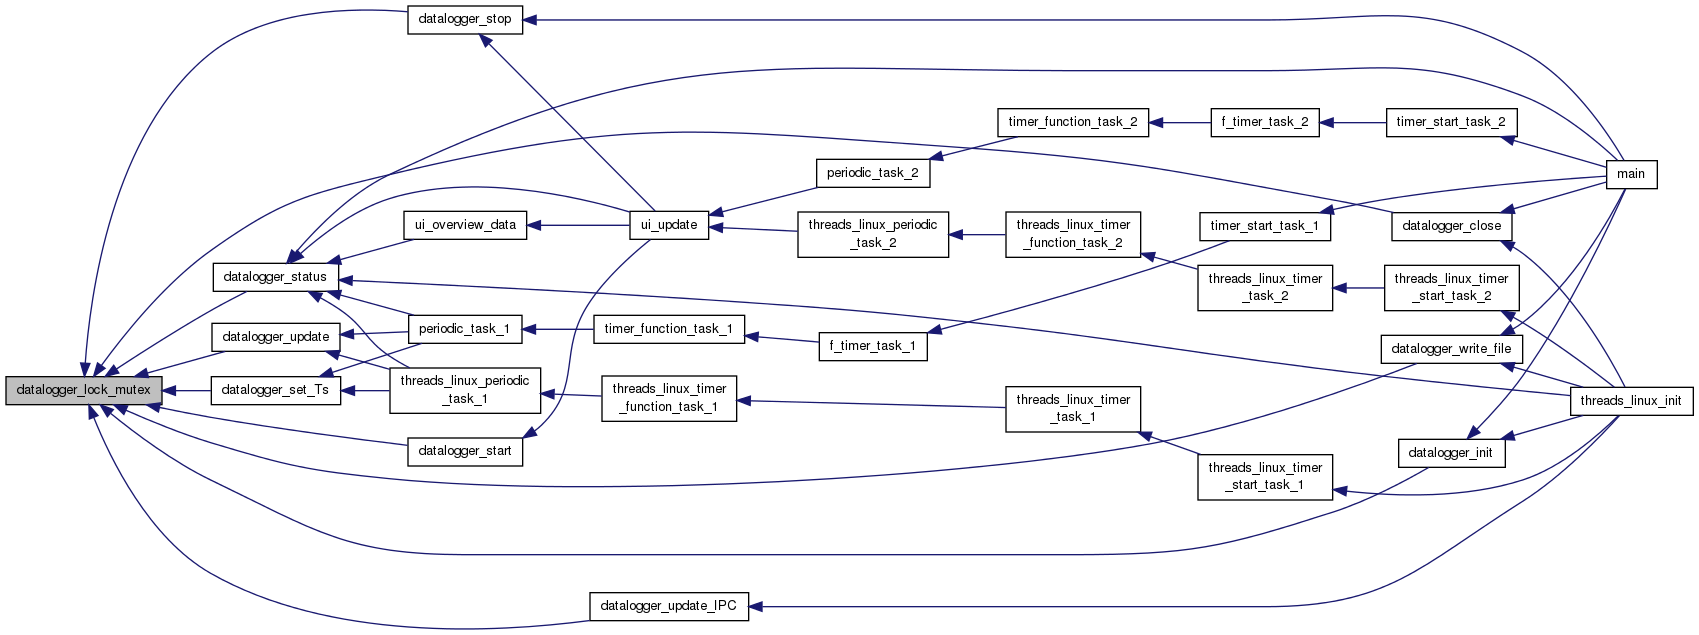 datalogger_stop
timer_function_task_2
f_timer_task_2
timer_start_task_2
periodic_task_2
main
ui_overview_data
ui_update
threads_linux_periodic
_task_2
threads_linux_timer
_function_task_2
timer_start_task_1
datalogger_close
datalogger_status
threads_linux_timer
_task_2
threads_linux_timer
_start_task_2
datalogger_update
periodic_task_1
timer_function_task_1
f_timer_task_1
datalogger_write_file
datalogger_lock_mutex
datalogger_set_Ts
threads_linux_periodic
_task_1
threads_linux_timer
_function_task_1
threads_linux_timer
_task_1
threads_linux_init
datalogger_start
datalogger_init
threads_linux_timer
_start_task_1
datalogger_update_IPC